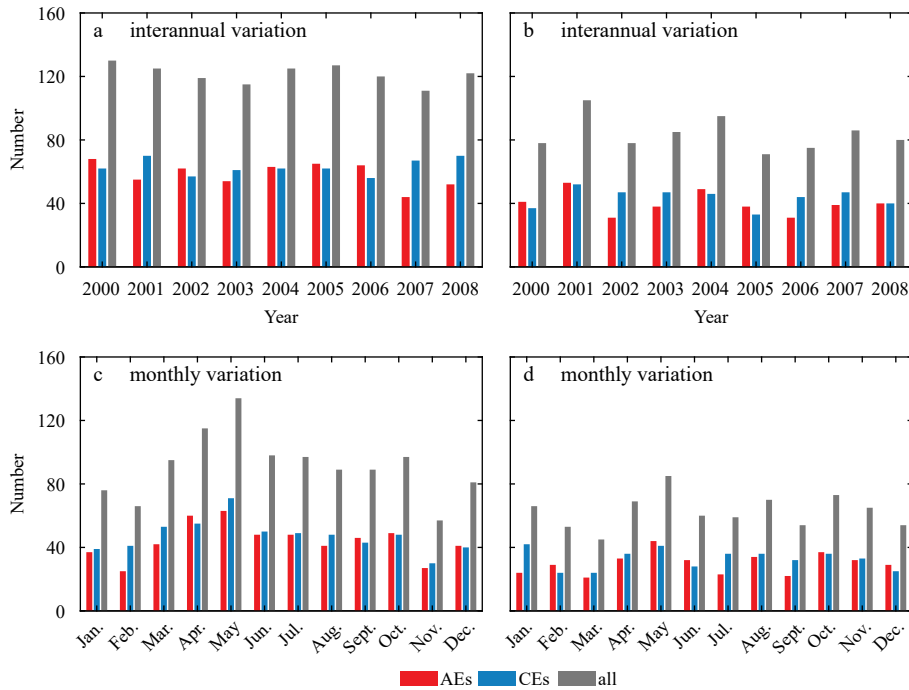 160
120
80
40
0
Number
a interannual variation
2000 2001 2002 2003 2004 2005 2006 2007 2008
Year
b interannual variation
2000 2001 2002 2003 2004 2005 2006 2007 2008
Year
160
120
80
40
0
Number
c monthly variation
Jan. Feb. Mar. Apr. May Jun. Jul. Aug. Sept. Oct. Nov. Dec.
d monthly variation
Jan. Feb. Mar. Apr. May Jun. Jul. Aug. Sept. Oct. Nov. Dec.
AEs CEs all